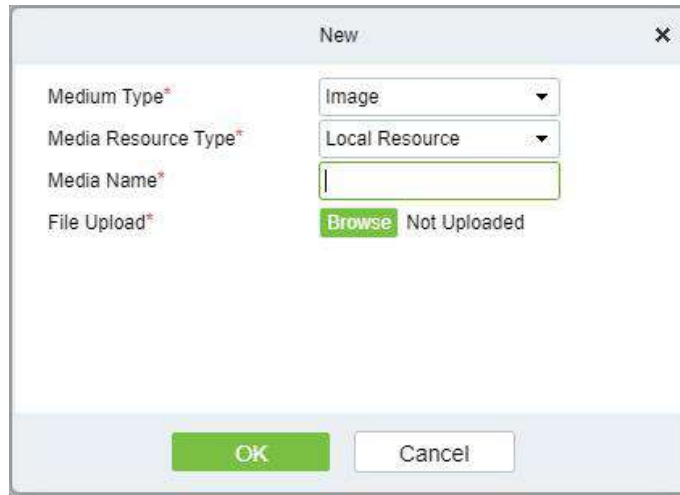 New
Medium Type* Image
Media Resource Type* Local Resource
Media Name*
File Upload* Browse Not Uploaded
OK Cancel